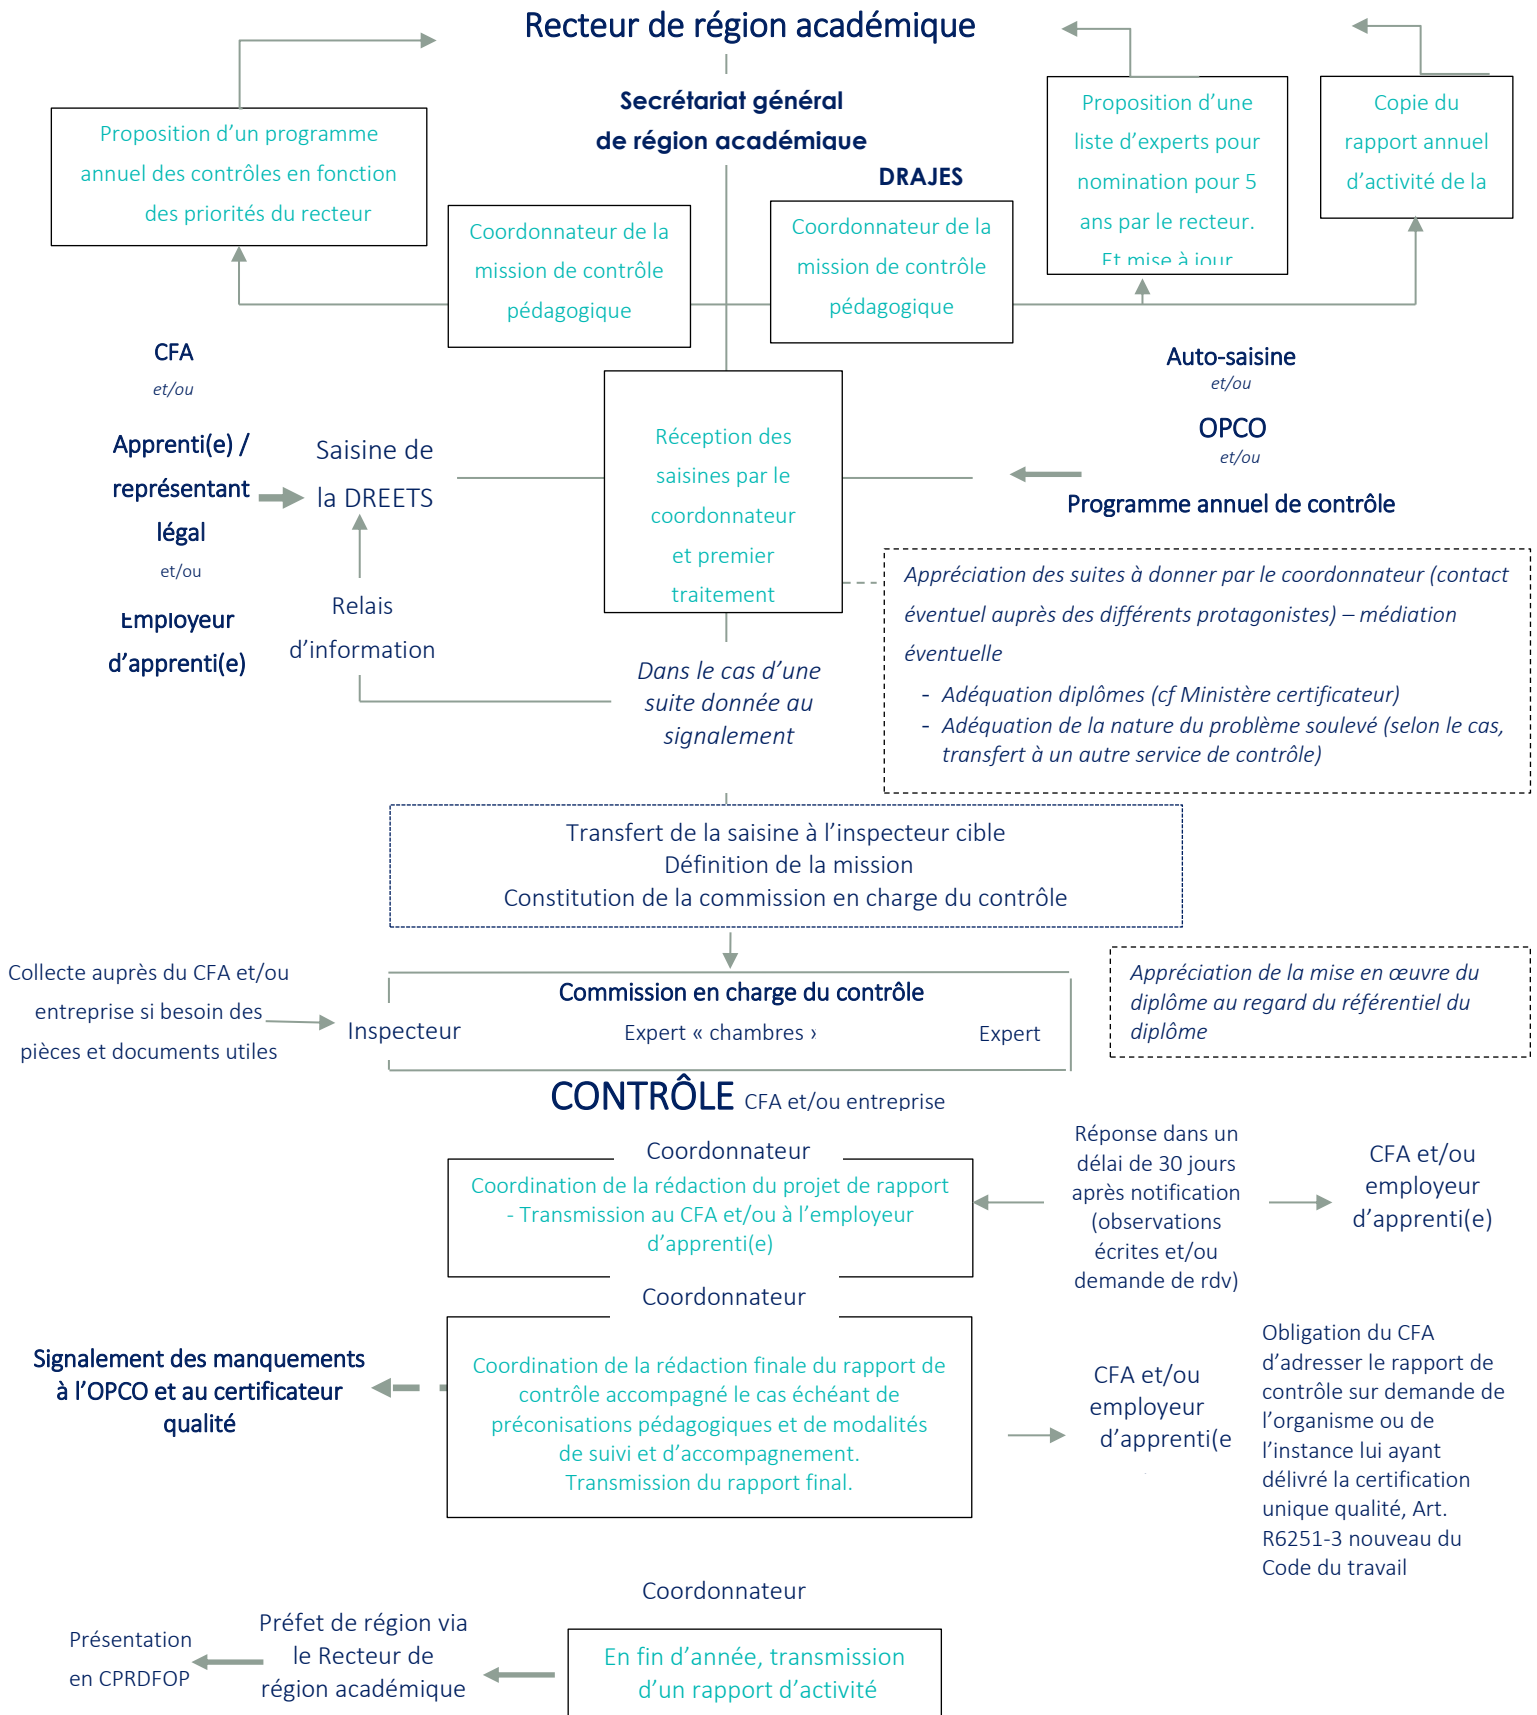 Recteur de région académique
Secrétariat général
de région académique
DRAJES
Proposition d’un programme
annuel des contrôles en fonction
des priorités du recteur
Coordonnateur de la
mission de contrôle
pédagogique
Coordonnateur de la
mission de contrôle
pédagogique
Proposition d’une
liste d’experts pour
nomination pour 5
ans par le recteur.
Et mise à jour
Copie du
rapport annuel
d’activité de la
CFA
et/ou
Apprenti(e) /
représentant
légal
et/ou
Employeur
d’apprenti(e)
Saisine de
la DREETS
Relais
d’information
Réception des
saisines par le
coordonnateur
et premier
traitement
Auto-saisine
et/ou
OPCO
et/ou
Programme annuel de contrôle
Dans le cas d’une
suite donnée au
signalement
Appréciation des suites à donner par le coordonnateur (contact
éventuel auprès des différents protagonistes) – médiation
éventuelle
- Adéquation diplômes (cf Ministère certificateur)
- Adéquation de la nature du problème soulevé (selon le cas,
transfert à un autre service de contrôle)
Transfert de la saisine à l’inspecteur cible
Définition de la mission
Constitution de la commission en charge du contrôle
Collecte auprès du CFA et/ou
entreprise si besoin des
pièces et documents utiles
Commission en charge du contrôle
Inspecteur
Expert « chambres ›
Expert
Appréciation de la mise en œuvre du
diplôme au regard du référentiel du
diplôme
CONTRÔLE CFA et/ou entreprise
Coordonnateur
Coordination de la rédaction du projet de rapport
- Transmission au CFA et/ou à l’employeur
d’apprenti(e)
Réponse dans un
délai de 30 jours
après notification
(observations
écrites et/ou
demande de rdv)
CFA et/ou
employeur
d’apprenti(e)
Coordonnateur
Signalement des manquements
à l’OPCO et au certificateur
qualité
Coordination de la rédaction finale du rapport de
contrôle accompagné le cas échéant de
préconisations pédagogiques et de modalités
de suivi et d’accompagnement.
Transmission du rapport final.
CFA et/ou
employeur
d’apprenti(e
Obligation du CFA
d’adresser le rapport de
contrôle sur demande de
l’organisme ou de
l’instance lui ayant
délivré la certification
unique qualité, Art.
R6251-3 nouveau du
Code du travail
Coordonnateur
Présentation
en CPRDFOP
Préfet de région via
le Recteur de
région académique
En fin d’année, transmission
d’un rapport d’activité